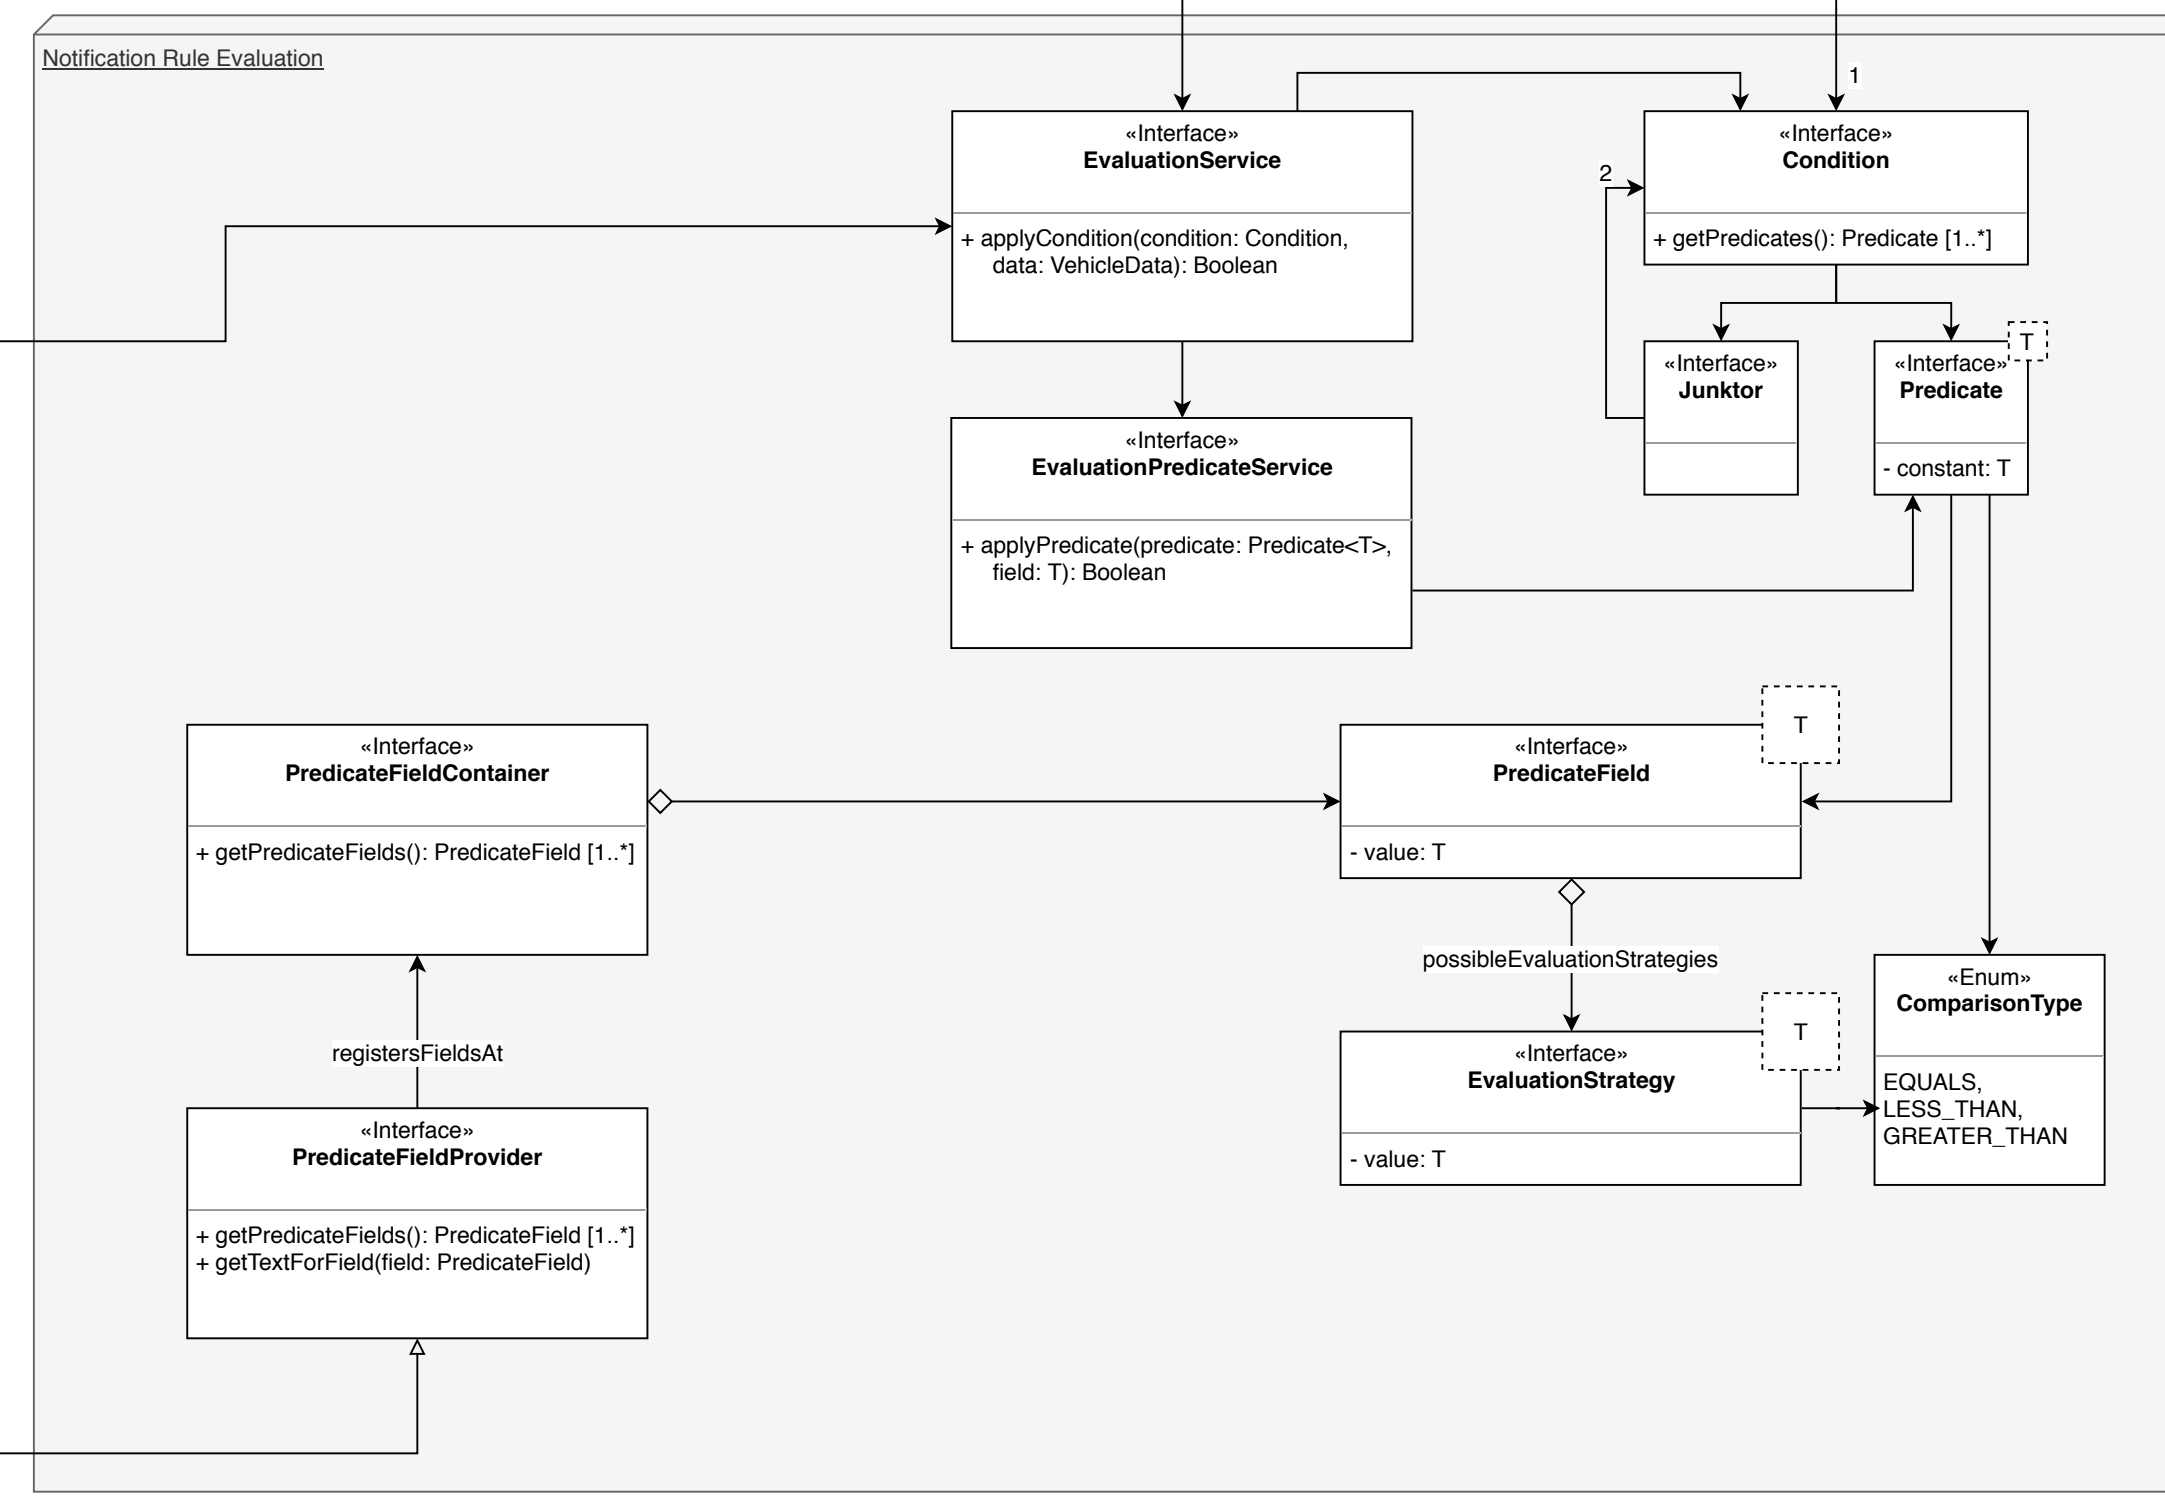 Notification Rule Evaluation
1
«Interface»
EvaluationService
+ applyCondition(condition: Condition,
data: VehicleData): Boolean
«Interface»
Condition
+ getPredicates(): Predicate [1..*]
2
«Interface»
Junktor
T
«Interface»
Predicate
- constant: T
«Interface»
EvaluationPredicateService
+ applyPredicate(predicate: Predicate<T>,
field: T): Boolean
«Interface»
PredicateFieldContainer
+ getPredicateFields(): PredicateField [1..*]
T
«Interface»
PredicateField
- value: T
possibleEvaluationStrategies
registersFieldsAt
T
«Interface»
EvaluationStrategy
- value: T
«Enum»
ComparisonType
EQUALS,
LESS_THAN,
GREATER_THAN
«Interface»
PredicateFieldProvider
+ getPredicateFields(): PredicateField [1..*]
+ getTextForField(field: PredicateField)